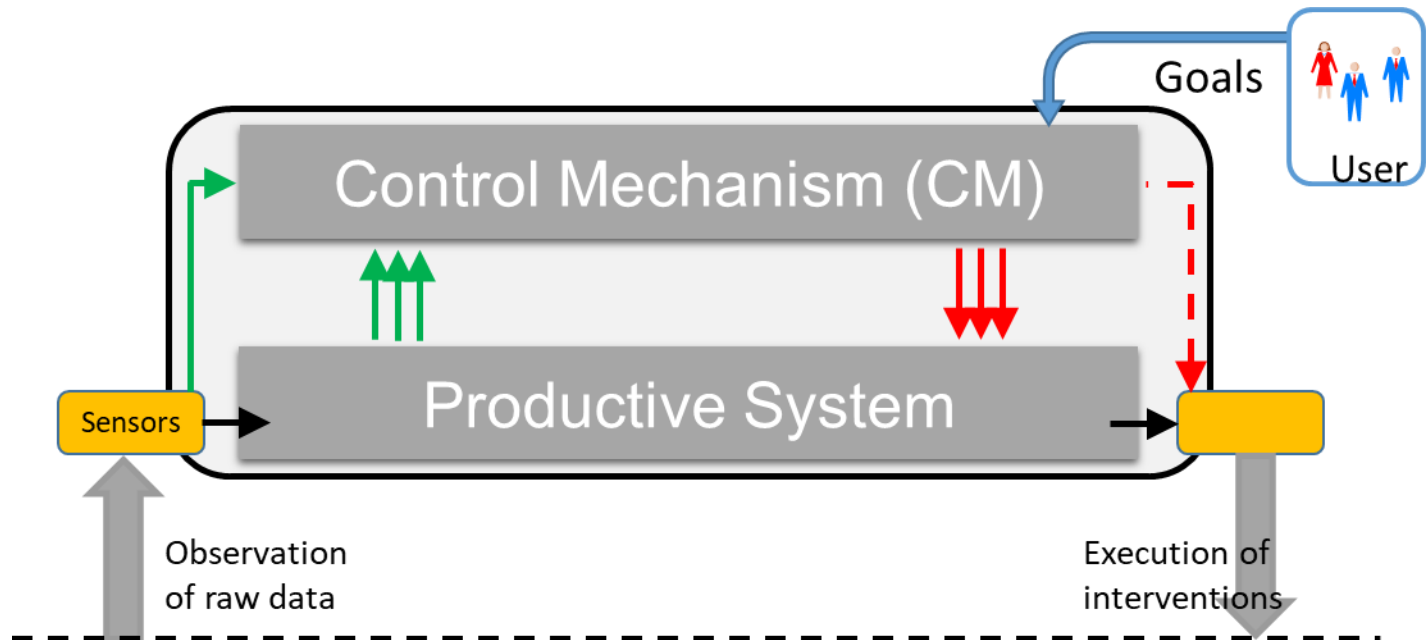 Goals
User
Control Mechanism (CM)
Productive System
Sensors
Observation
of raw data
Execution of
interventions